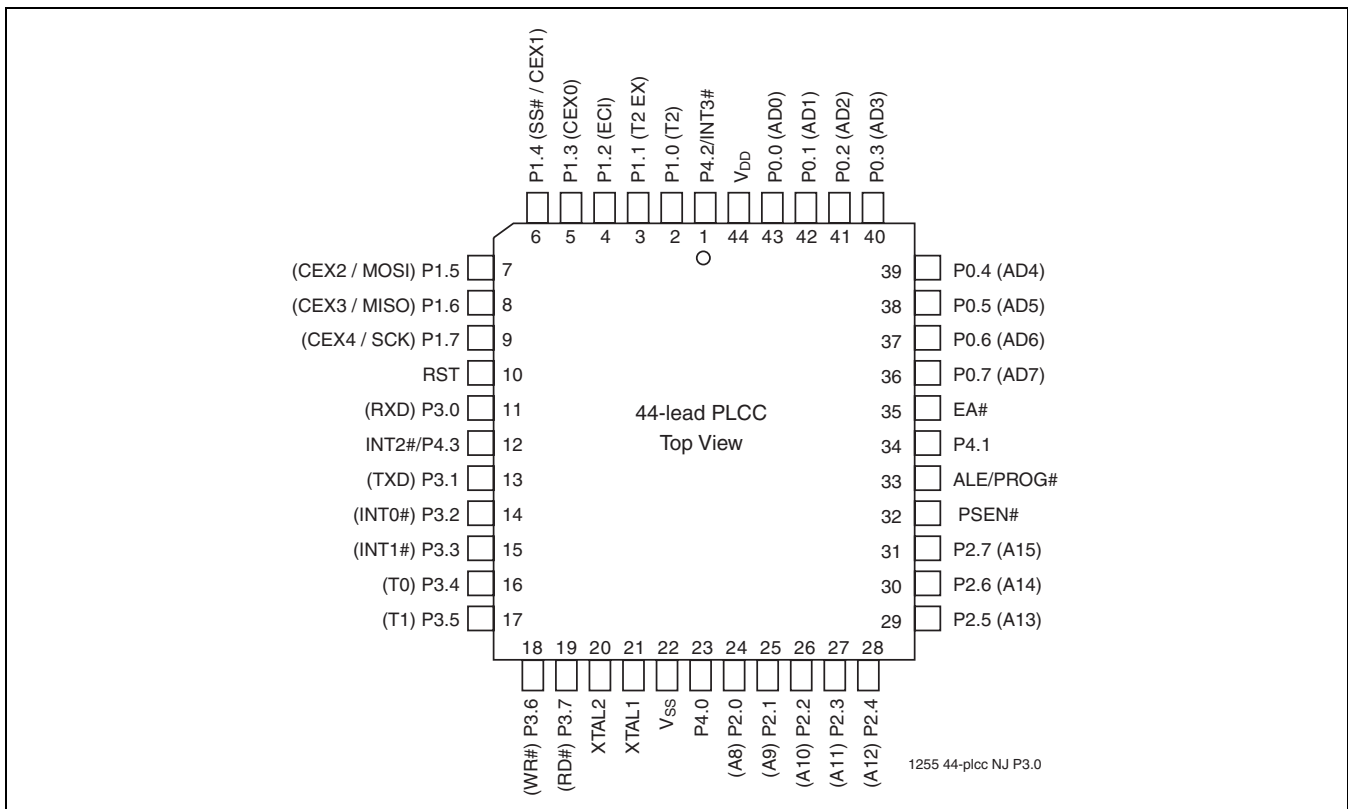 P1.4 (SS# / CEX1)
P1.3 (CEX0)
P1.2 (ECI)
P1.1 (T2 EX)
P1.0 (T2)
P4.2/INT3#
VDD
P0.0 (AD0)
P0.1 (AD1)
P0.2 (AD2)
P0.3 (AD3)
6 5 4 3 2 1 44 43 42 41 40
(CEX2 / MOSI) P1.5 7
(CEX3 / MISO) P1.6 8
(CEX4 / SCK) P1.7 9
RST 10
(RXD) P3.0 11
INT2#/P4.3 12
(TXD) P3.1 13
(INT0#) P3.2 14
(INT1#) P3.3 15
(T0) P3.4 16
(T1) P3.5 17
44-lead PLCC
Top View
39 P0.4 (AD4)
38 P0.5 (AD5)
37 P0.6 (AD6)
36 P0.7 (AD7)
35 EA#
34 P4.1
33 ALE/PROG#
32 PSEN#
31 P2.7 (A15)
30 P2.6 (A14)
29 P2.5 (A13)
18 19 20 21 22 23 24 25 26 27 28
(WR#) P3.6
(RD#) P3.7
XTAL2
XTAL1
VSS
P4.0
(A8) P2.0
(A9) P2.1
(A10) P2.2
(A11) P2.3
(A12) P2.4
1255 44-plcc NJ P3.0